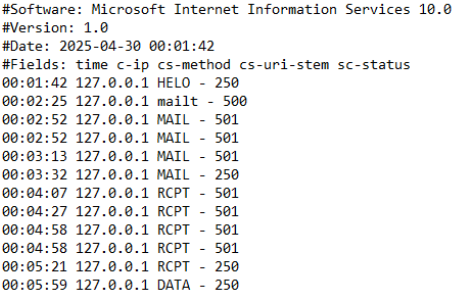 #Software: Microsoft Internet Information Services 10.0
#Version: 1.0
#Date: 2025-04-30 00:01:42
#Fields: time c-ip cs-method cs-uri-stem sc-status
00:01:42 127.0.0.1 HELO - 250
00:02:25 127.0.0.1 mailt - 500
00:02:52 127.0.0.1 MAIL - 501
00:02:52 127.0.0.1 MAIL - 501
00:03:13 127.0.0.1 MAIL - 501
00:03:32 127.0.0.1 MAIL - 250
00:04:07 127.0.0.1 RCPT - 501
00:04:27 127.0.0.1 RCPT - 501
00:04:58 127.0.0.1 RCPT - 501
00:04:58 127.0.0.1 RCPT - 501
00:05:21 127.0.0.1 RCPT - 250
00:05:59 127.0.0.1 DATA - 250